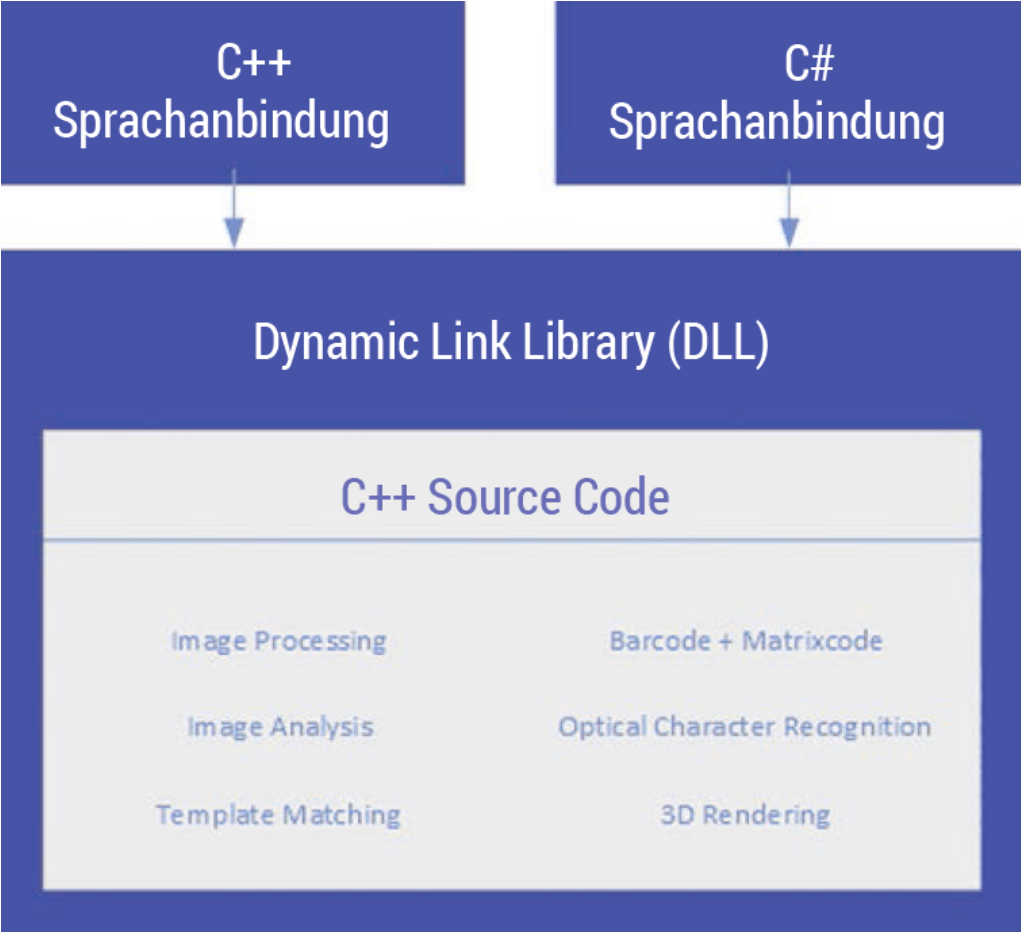 C++
Sprachanbindung
C#
Sprachanbindung
Dynamic Link Library (DLL)
C++ Source Code
Image Processing
Barcode + Matrixcode
Image Analysis
Optical Character Recognition
Template Matching
3D Rendering